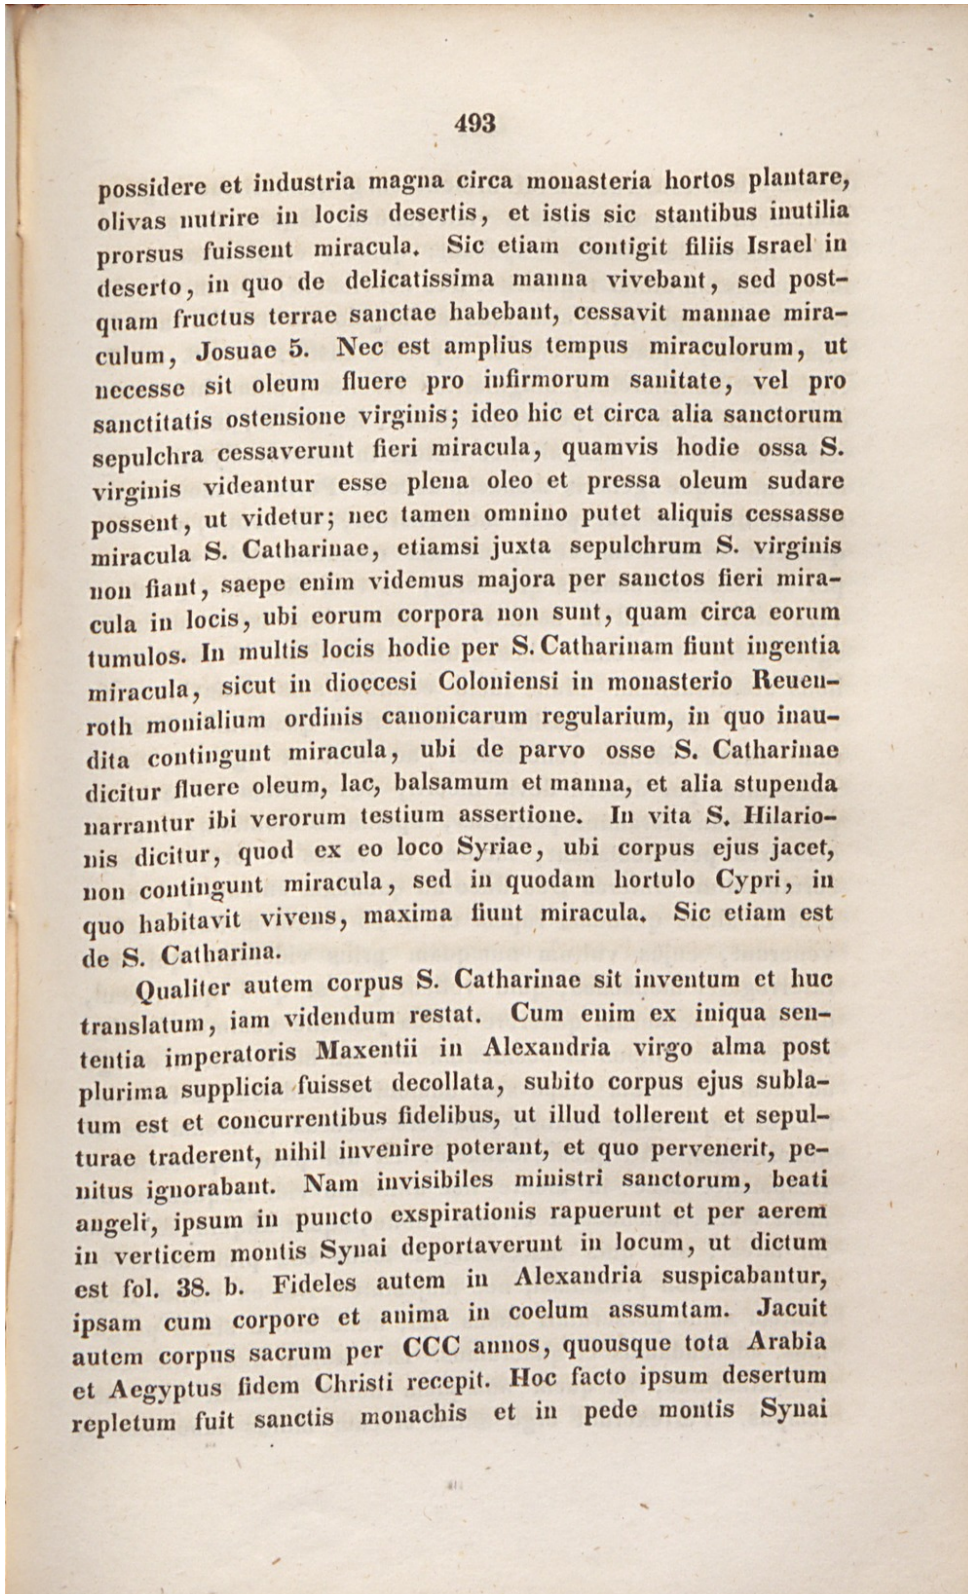 493
possidere et industria magna circa monasteria hortos plantare,
olivas nutrire in locis desertis, et istis sic stantibus inutilia
prorsus fuissent miracula. Sic etiam contigit filiis Israel in
deserto, in quo de delicatissima manna vivebant, sed post-
quam fructus terrae sanctae habebant, cessavit mannae mira-
culum, Josuae 5. Nec est amplius tempus miraculorum, ut
necesse sit oleum fluere pro infirmorum sanitate, vel pro
sanctitatis ostensione virginis; ideo hic et circa alia sanctorum
sepulchra cessaverunt fieri miracula, quamvis hodie ossa S.
virginis videantur esse plena oleo et pressa oleum sudare
possent, ut videtur; nec tamen omnino putet aliquis cessasse
miracula S. Catharinae, etiamsi juxta sepulchrum S. virginis
non fiant, saepe enim videmus majora per sanctos fieri mira-
cula in locis, ubi eorum corpora non sunt, quam circa eorum
tumulos. In multis locis hodie per S. Catharinam fiunt ingentia
miracula, sicut in dioecesi Coloniensi in monasterio Reuen-
roth monialium ordinis canonicarum regularium, in quo inau-
dita contingunt miracula, ubi de parvo osse S. Catharinae
dicitur fluere oleum, lac, balsamum et manna, et alia stupenda
narrantur ibi verorum testium assertione. In vita S. Hilario-
nis dicitur, quod ex eo loco Syriae, ubi corpus ejus jacet,
non contingunt miracula, sed in quodam hortulo Cypri, in
quo habitavit vivens, maxima fiunt miracula. Sic etiam est
de S. Catharina.
Qualiter autem corpus S. Catharinae sit inventum et huc
translatum, iam videndum restat. Cum enim ex iniqua sen-
tentia imperatoris Maxentii in Alexandria virgo alma post
plurima supplicia fuisset decollata, subito corpus ejus subla-
tum est et concurrentibus fidelibus, ut illud tollerent et sepul-
turae traderent, nihil invenire poterant, et quo pervenerit, pe-
nitus ignorabant. Nam invisibiles ministri sanctorum, beati
angeli, ipsum in puncto exspirationis rapuerunt et per aerem
in verticem montis Synai deportaverunt in locum, ut dictum
est fol. 38. b. Fideles autem in Alexandria suspicabantur,
ipsam cum corpore et anima in coelum assumtam. Jacuit
autem corpus sacrum per CCC annos, quousque tota Arabia
et Aegyptus fidem Christi recepit. Hoc facto ipsum desertum
repletum fuit sanctis monachis et in pede montis Synai